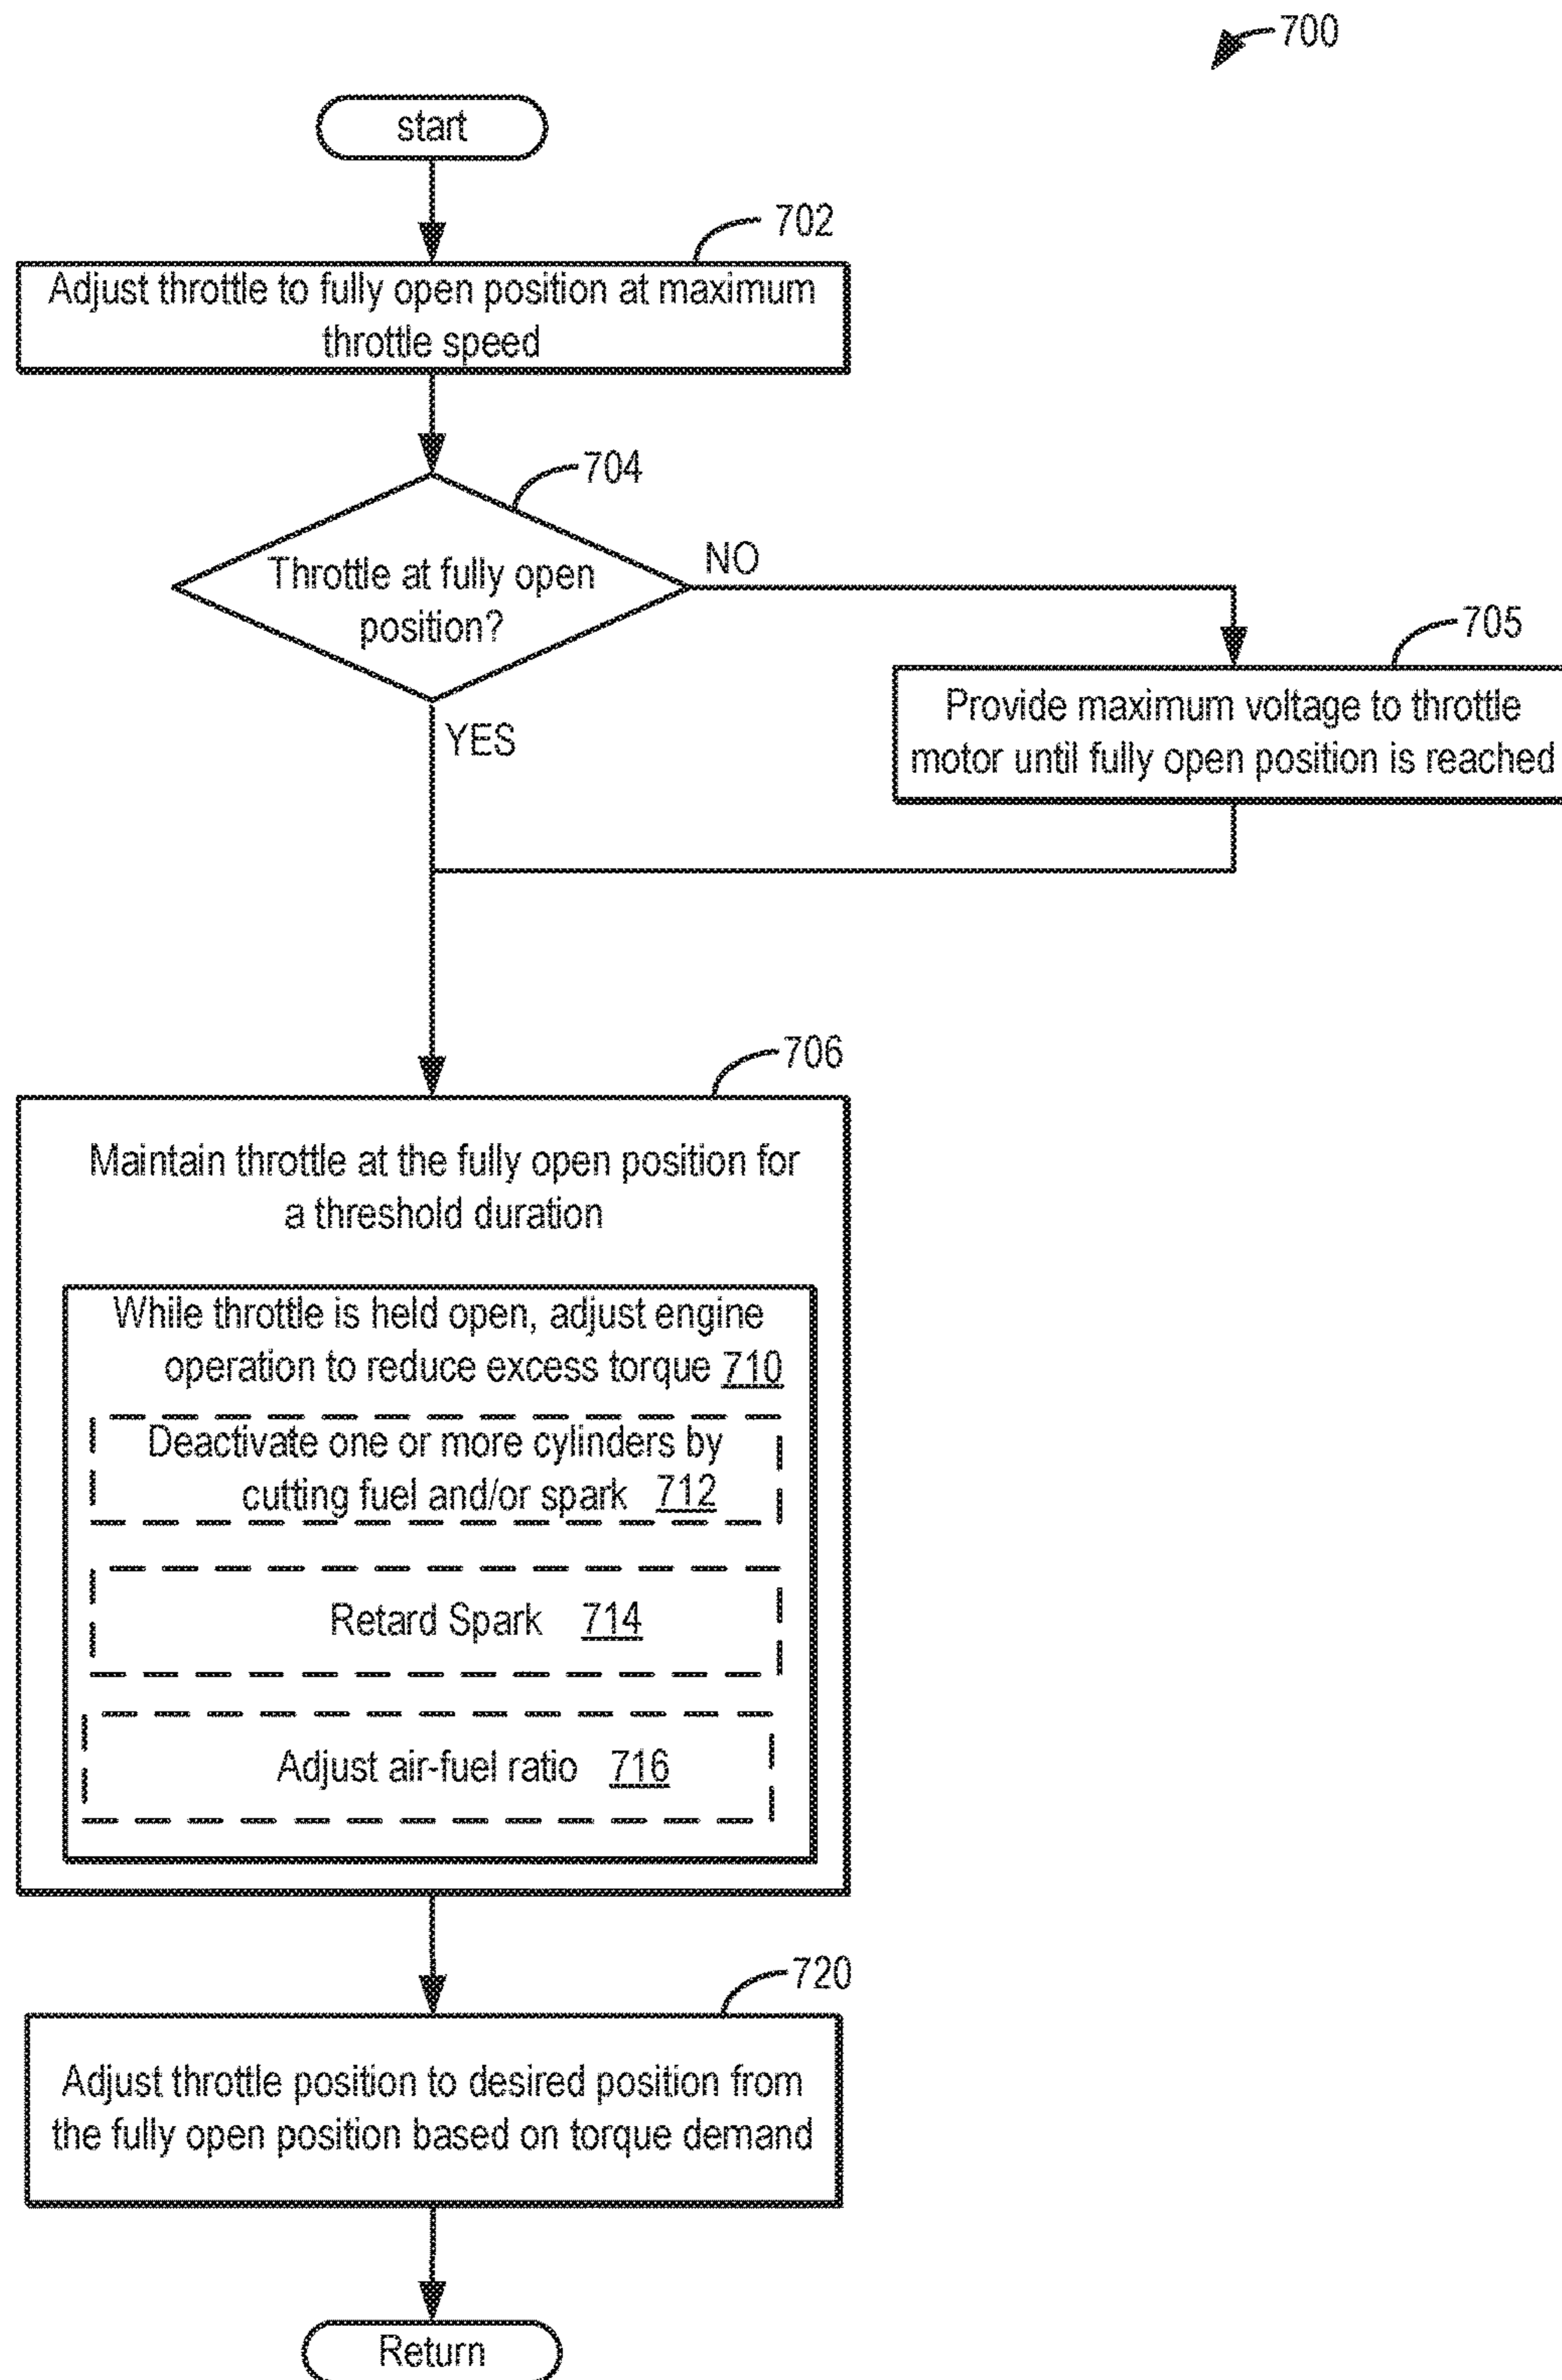 700
start
702
Adjust throttle to fully open position at maximum
throttle speed
704
Throttle at fully open
position?
NO
YES
705
Provide maximum voltage to throttle
motor until fully open position is reached
706
Maintain throttle at the fully open position for
a threshold duration
While throttle is held open, adjust engine
operation to reduce excess torque 710
Deactivate one or more cylinders by
cutting fuel and/or spark 712
Retard Spark 714
Adjust air-fuel ratio 716
720
Adjust throttle position to desired position from
the fully open position based on torque demand
Return